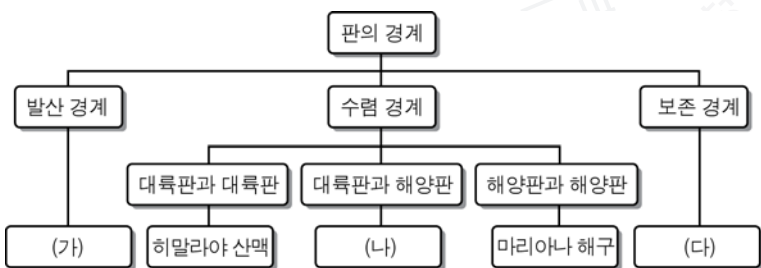 판의 경계
발산 경계
수렴 경계
보존 경계
대륙판과 대륙판
대륙판과 해양판
해양판과 해양판
(가)
히말라야 산맥
(나)
마리아나 해구
(다)